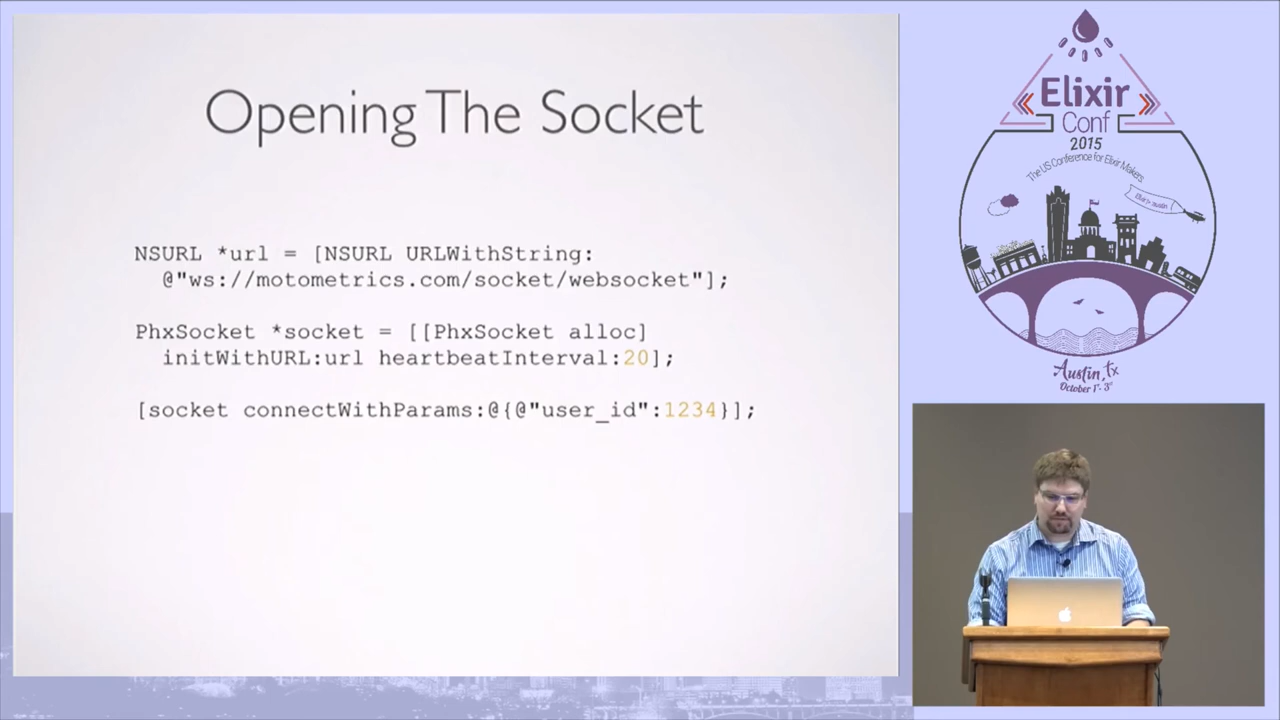 Opening The Socket
NSURL *url = [NSURL URLWithString:
@"ws://motometrics.com/socket/websocket"];
PhxSocket *socket = [[PhxSocket alloc]
initWithURL:url heartbeatInterval:20];
[socket connectWithParams:@{@"user_id":1234}];
Elixir
Conf
2015
The US Conference for Elixir Makers
Austin, tx
October 1st - 3rd